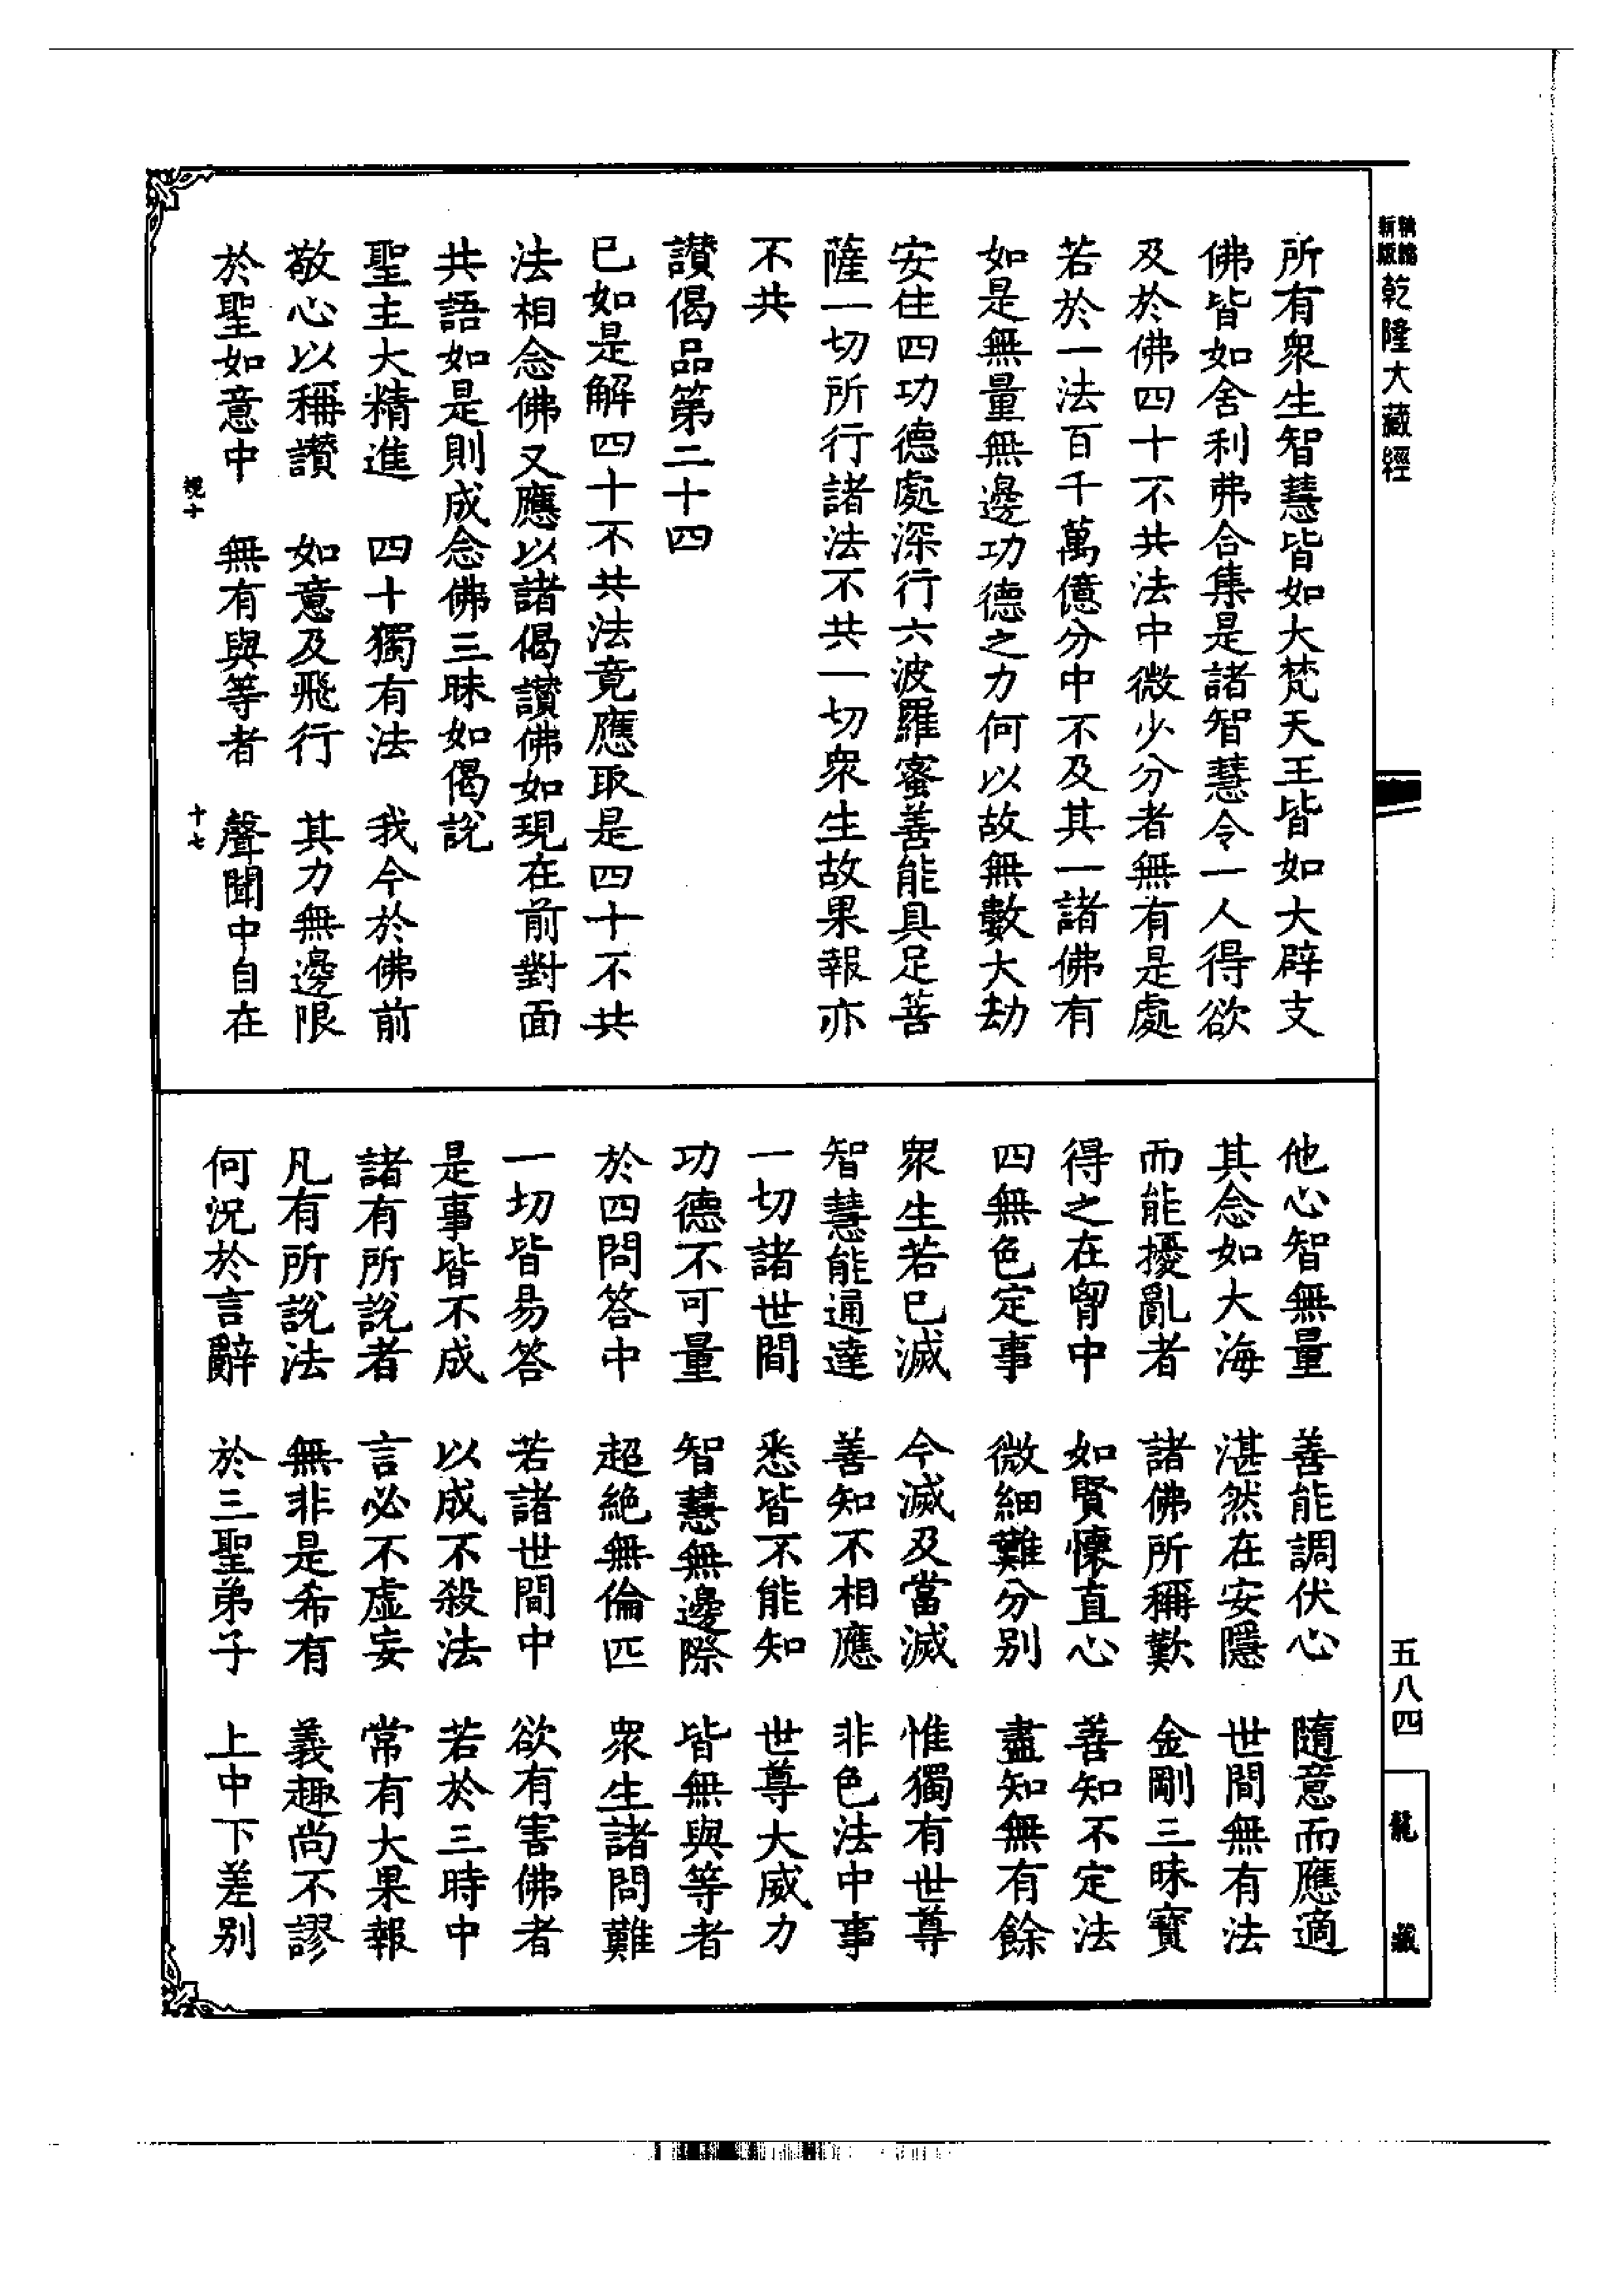 新版乾隆大藏經
所有衆生智慧皆如大梵天王皆如大辟支
佛皆如舍利弗合集是諸智慧令一人得欲
及於佛四十不共法中微少分者無有是處
若於一法百千萬億分中不及其一諸佛有
如是無量無邊功德之力何以故無數大劫
安住四功德處深行六波羅蜜善能具足菩
薩一切所行諸法不共一切衆生故果報亦
不共
讃偈品第二十四
已如是解四十不共法竟應取是四十不共
法相念佛又應以諸偈讃佛如現在前對面
共語如是則成念佛三昧如偈說
聖主大精進　四十獨有法　我今於佛前
敬心以稱讃　如意及飛行　其力無邊限
於聖如意中　無有與等者　聲聞中自在
十七
他心智無量　善能調伏心　隨意而應適
其念如大海　湛然在安隱　世間無有法
而能擾亂者　諸佛所稱歎　金剛三昧寳
得之在胷中　如賢懷直心　善知不定法
四無色定事　微細難分别　盡知無有餘
衆生若已滅　今滅及當滅　惟獨有世尊
智慧能通達　善知不相應　非色法中事
一切諸世間　悉皆不能知　世尊大威力
功德不可量　智慧無邊際　皆無與等者
於四問答中　超絶無倫匹　衆生諸問難
一切皆易答　若諸世間中　欲有害佛者
是事皆不成　以成不殺法　若於三時中
諸有所說者　言必不虛妄　常有大果報
凡有所說法　無非是希有　義趣尚不謬
何況於言辭　於三聖弟子　上中下差别
五八四
龍藏